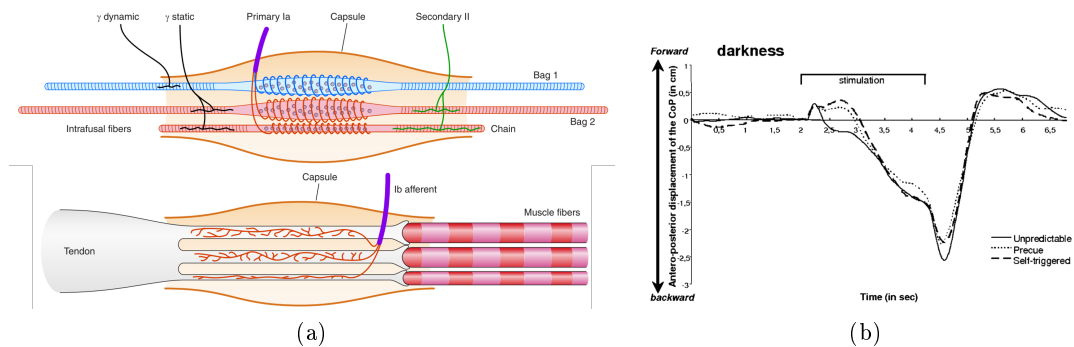 γ dynamic
γ static
Primary Ia
Capsule
Secondary II
Bag 1
Bag 2
Intrafusal fibers
Chain
Capsule
Ib afferent
Muscle fibers
Tendon
(a)
Forward
darkness
stimulation
Antero-posterior displacement of the CoP (in cm)
1
0,5
0
-0,5
-1
-1,5
-2
-2,5
-3
0,5
1
1,5
2
2,5
3
3,5
4
4,5
5
5,5
6
6,5
Unpredictable
Precue
Self-triggered
backward
Time (in sec)
(b)